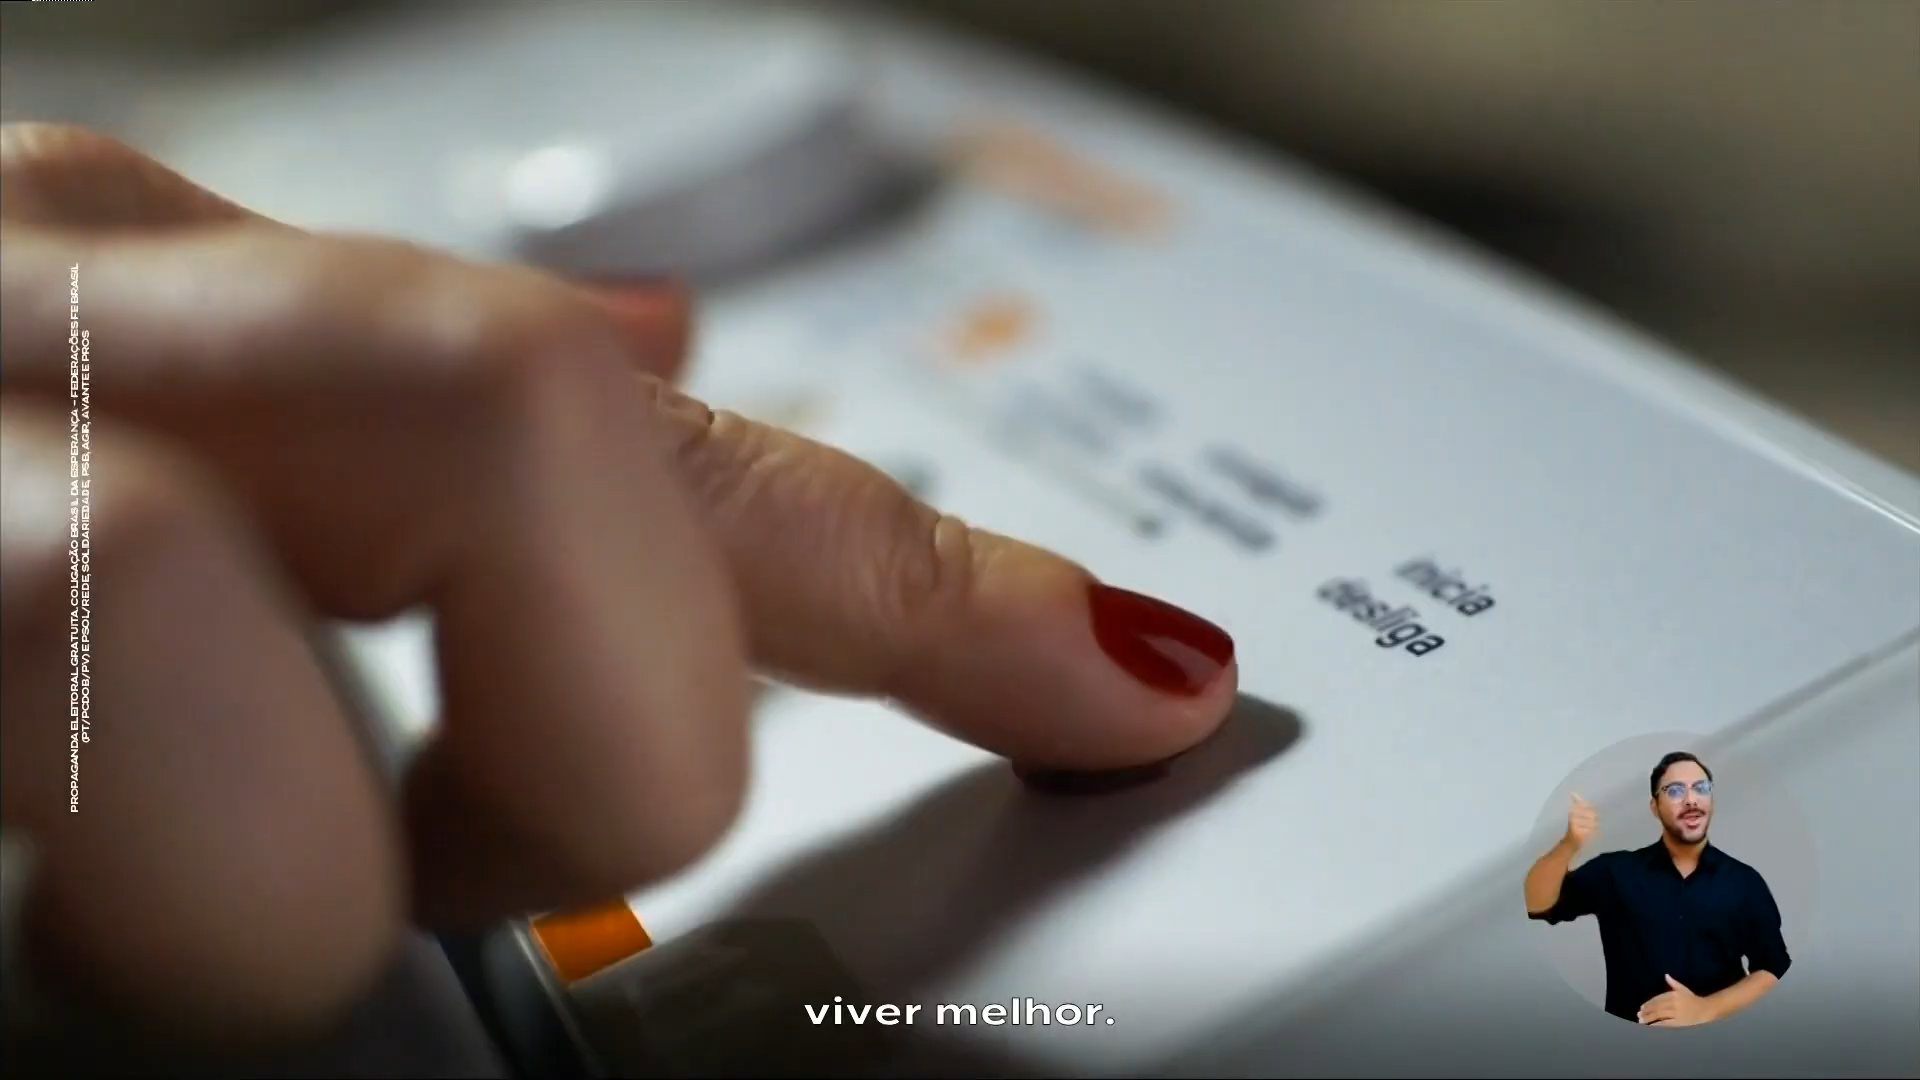 PROPAGANDA ELEITORAL GRATUITA. COLIGAÇÃO BRASIL DA ESPERANÇA - FEDERAÇÕES FE BRASIL
(PT/PCDOB/PV) E PSOL/REDE, SOLIDARIEDADE, PSB, AGIR, AVANTE E PROS
inicia
desliga
viver melhor.